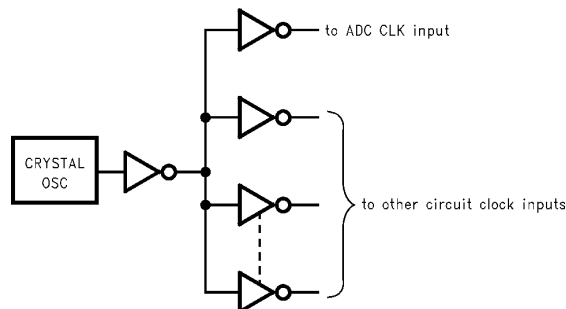 to ADC CLK input
CRYSTAL
OSC
to other circuit clock inputs